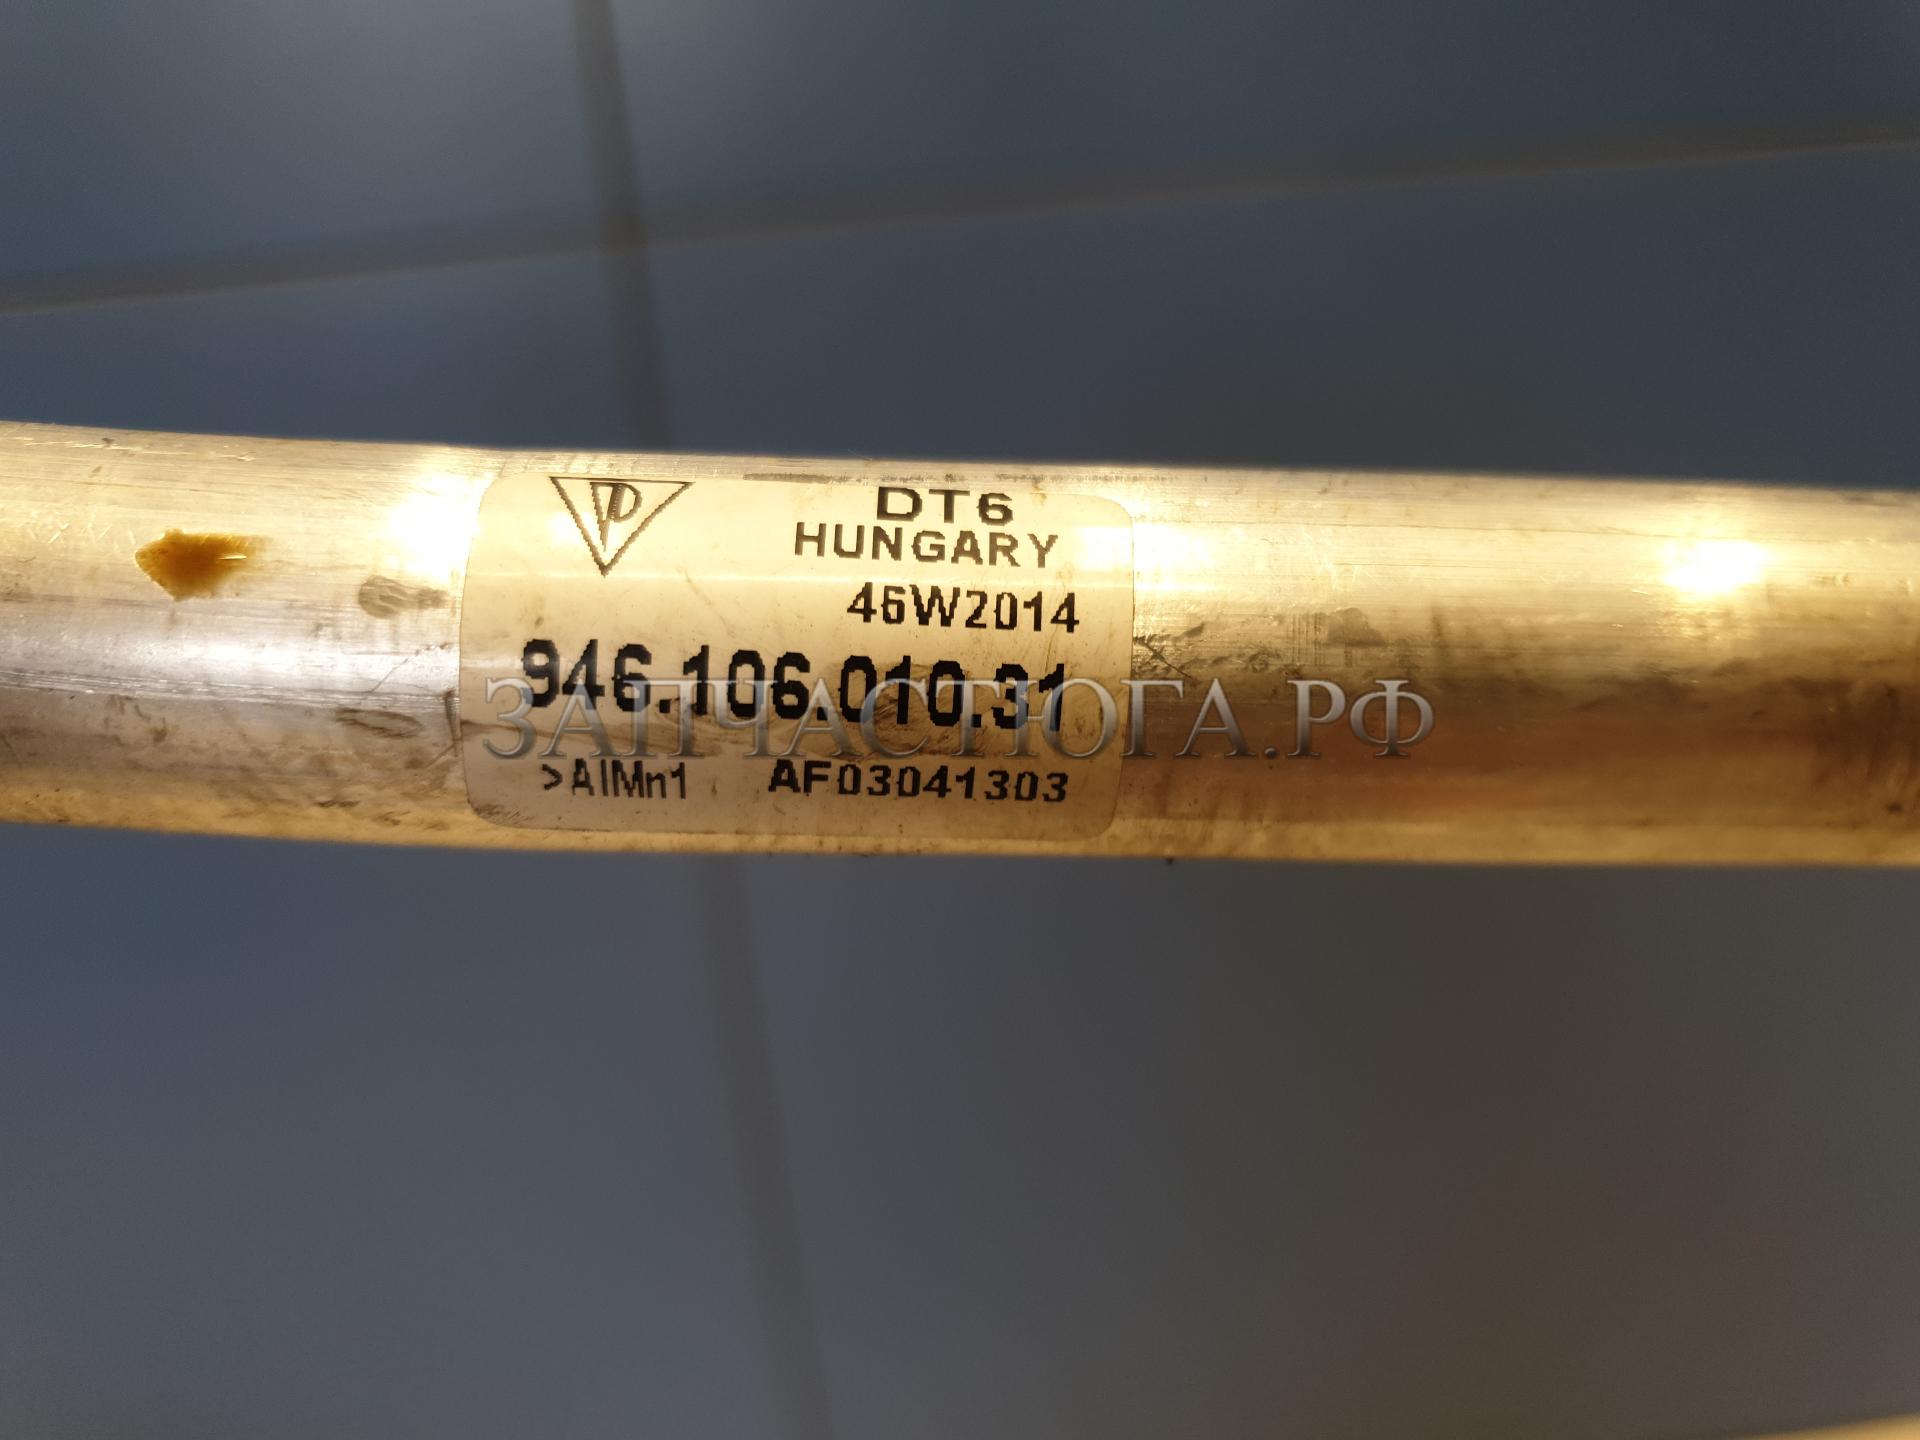 DT6
HUNGARY
46W2014
946.106.010.31
ЗАПЧАСТЮГА.РФ
>AlMn1 AF03041303